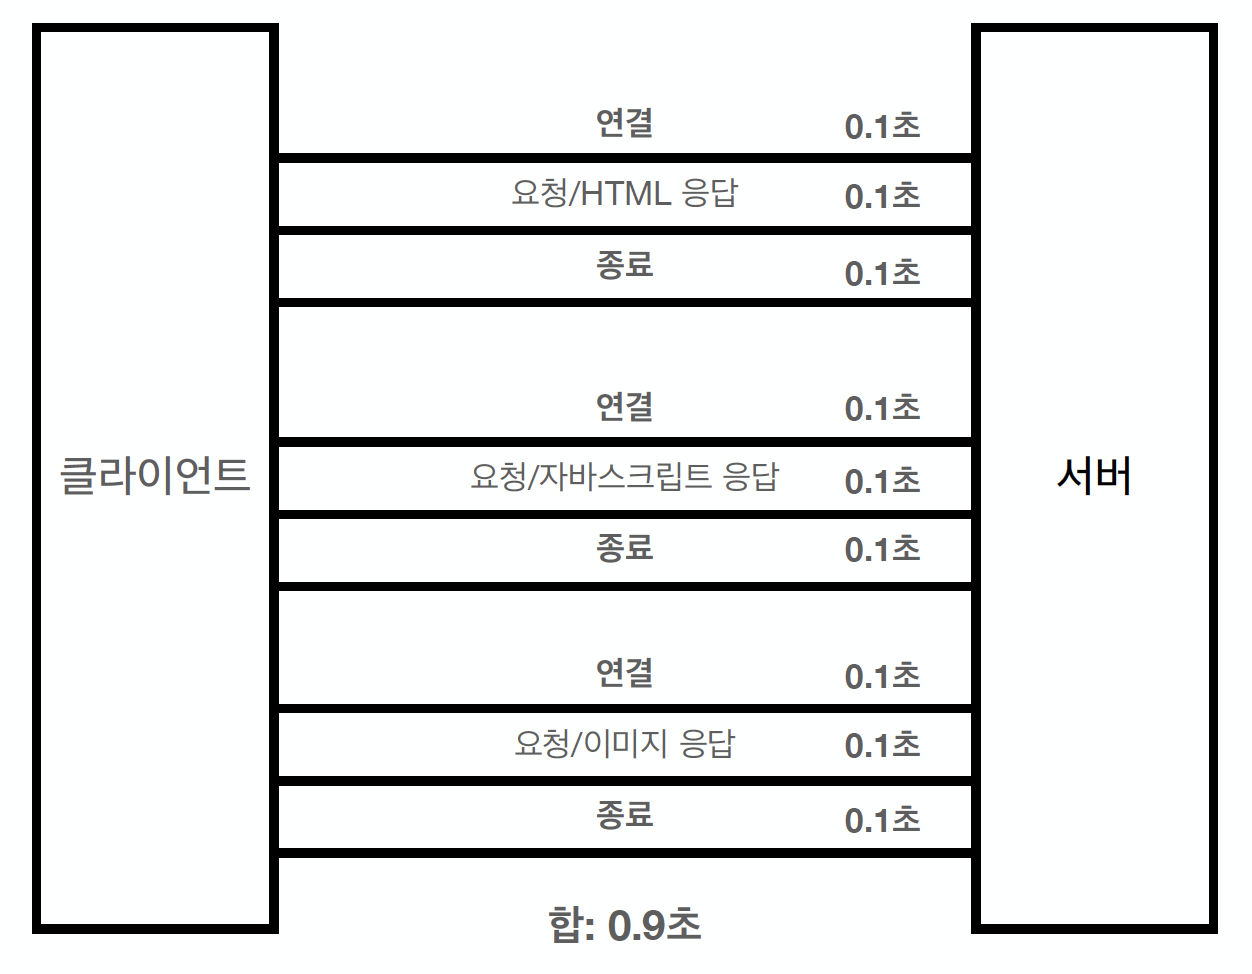 연결 0.1초
요청/HTML 응답 0.1초
종료 0.1초
연결 0.1초
클라이언트
요청/자바스크립트 응답 0.1초
서버
종료 0.1초
연결 0.1초
요청/이미지 응답 0.1초
종료 0.1초
합: 0.9초